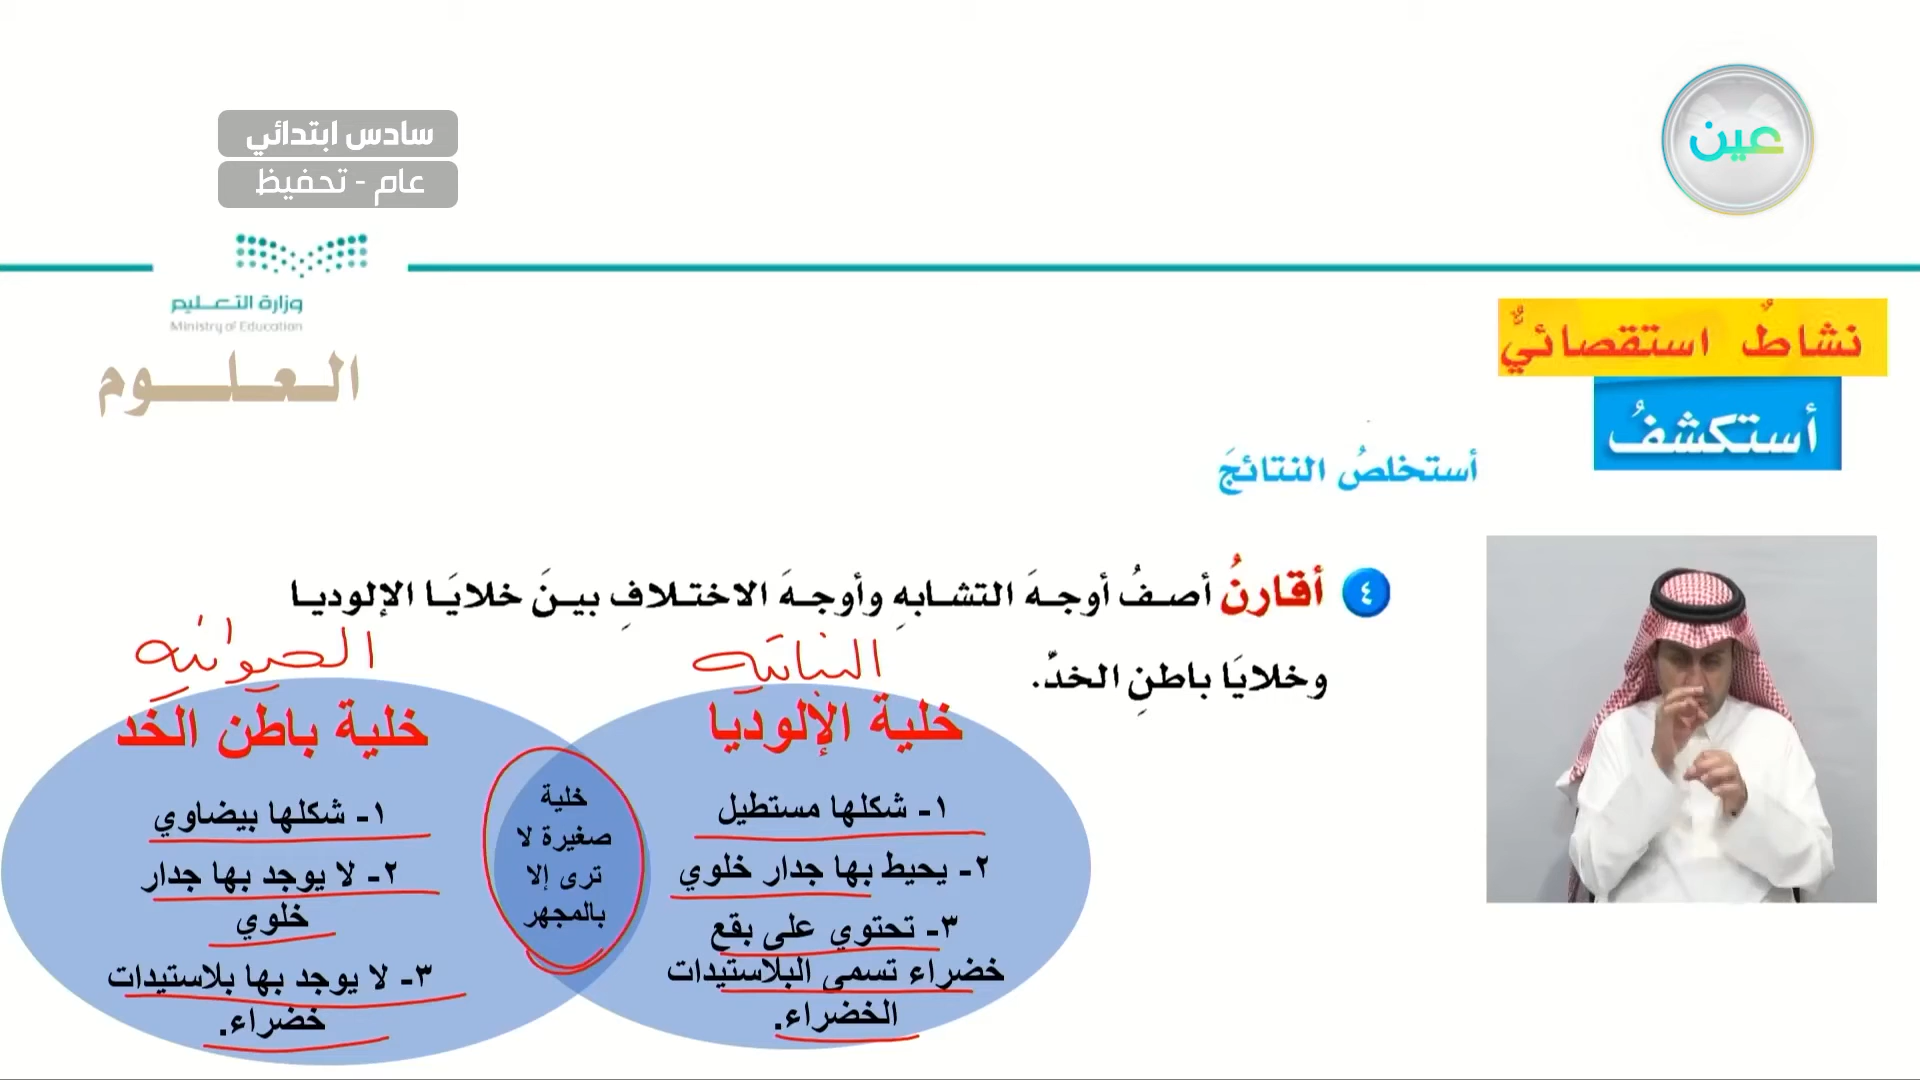 عين
سادس ابتدائي
عام - تحفيظ
وزارة التعليم
Ministry of Education
العلوم
نشاطٌ استقصائيٌّ
أستكشفُ
أستخلصُ النتائجَ
٤ أقارنُ أصفُ أوجهَ التشابهِ وأوجهَ الاختلافِ بينَ خلايَا الإلوديا
وخلايَا باطنِ الخدِّ.
النباتية
خلية الإلوديا
١- شكلها مستطيل
٢- يحيط بها جدار خلوي
٣- تحتوي على بقع
خضراء تسمى البلاستيدات
الخضراء.
خلية
صغيرة لا
ترى إلا
بالمجهر
الحيوانية
خلية باطن الخد
١- شكلها بيضاوي
٢- لا يوجد بها جدار
خلوي
٣- لا يوجد بها بلاستيدات
خضراء.